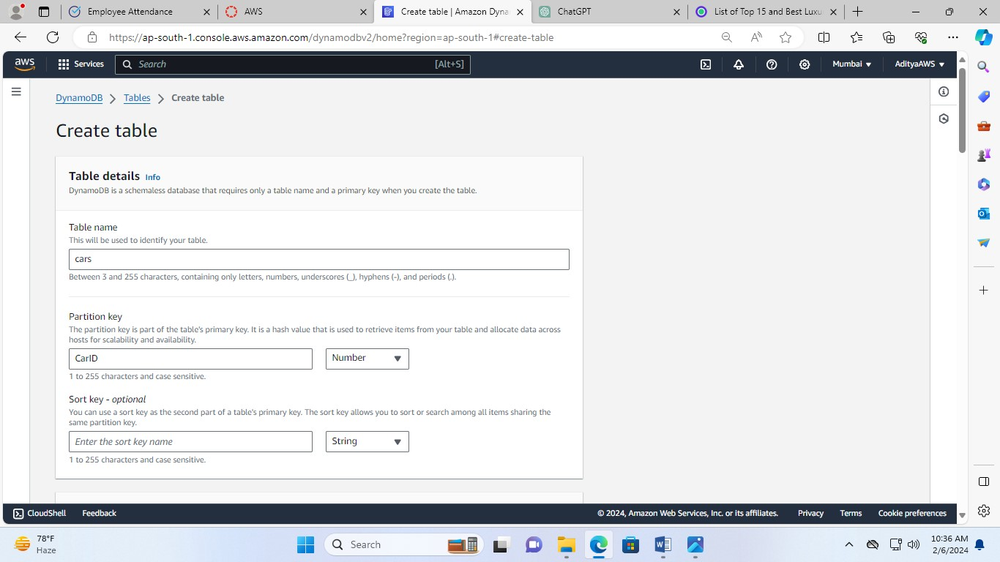 Employee Attendance
AWS
Create table | Amazon Dyna
ChatGPT
List of Top 15 and Best Luxu
https://ap-south-1.console.aws.amazon.com/dynamodbv2/home?region=ap-south-1#create-table
aws
Services
Search
[Alt+S]
Mumbai
AdityaAWS
DynamoDB
Tables
Create table
Create table
Table details Info
DynamoDB is a schemaless database that requires only a table name and a primary key when you create the table.
Table name
This will be used to identify your table.
cars
Between 3 and 255 characters, containing only letters, numbers, underscores (_), hyphens (-), and periods (.).
Partition key
The partition key is part of the table's primary key. It is a hash value that is used to retrieve items from your table and allocate data across
hosts for scalability and availability.
CarID
Number
1 to 255 characters and case sensitive.
Sort key - optional
You can use a sort key as the second part of a table's primary key. The sort key allows you to sort or search among all items sharing the
same partition key.
Enter the sort key name
String
1 to 255 characters and case sensitive.
CloudShell
Feedback
© 2024, Amazon Web Services, Inc. or its affiliates.
Privacy
Terms
Cookie preferences
78°F
Haze
Search
10:36 AM
2/6/2024